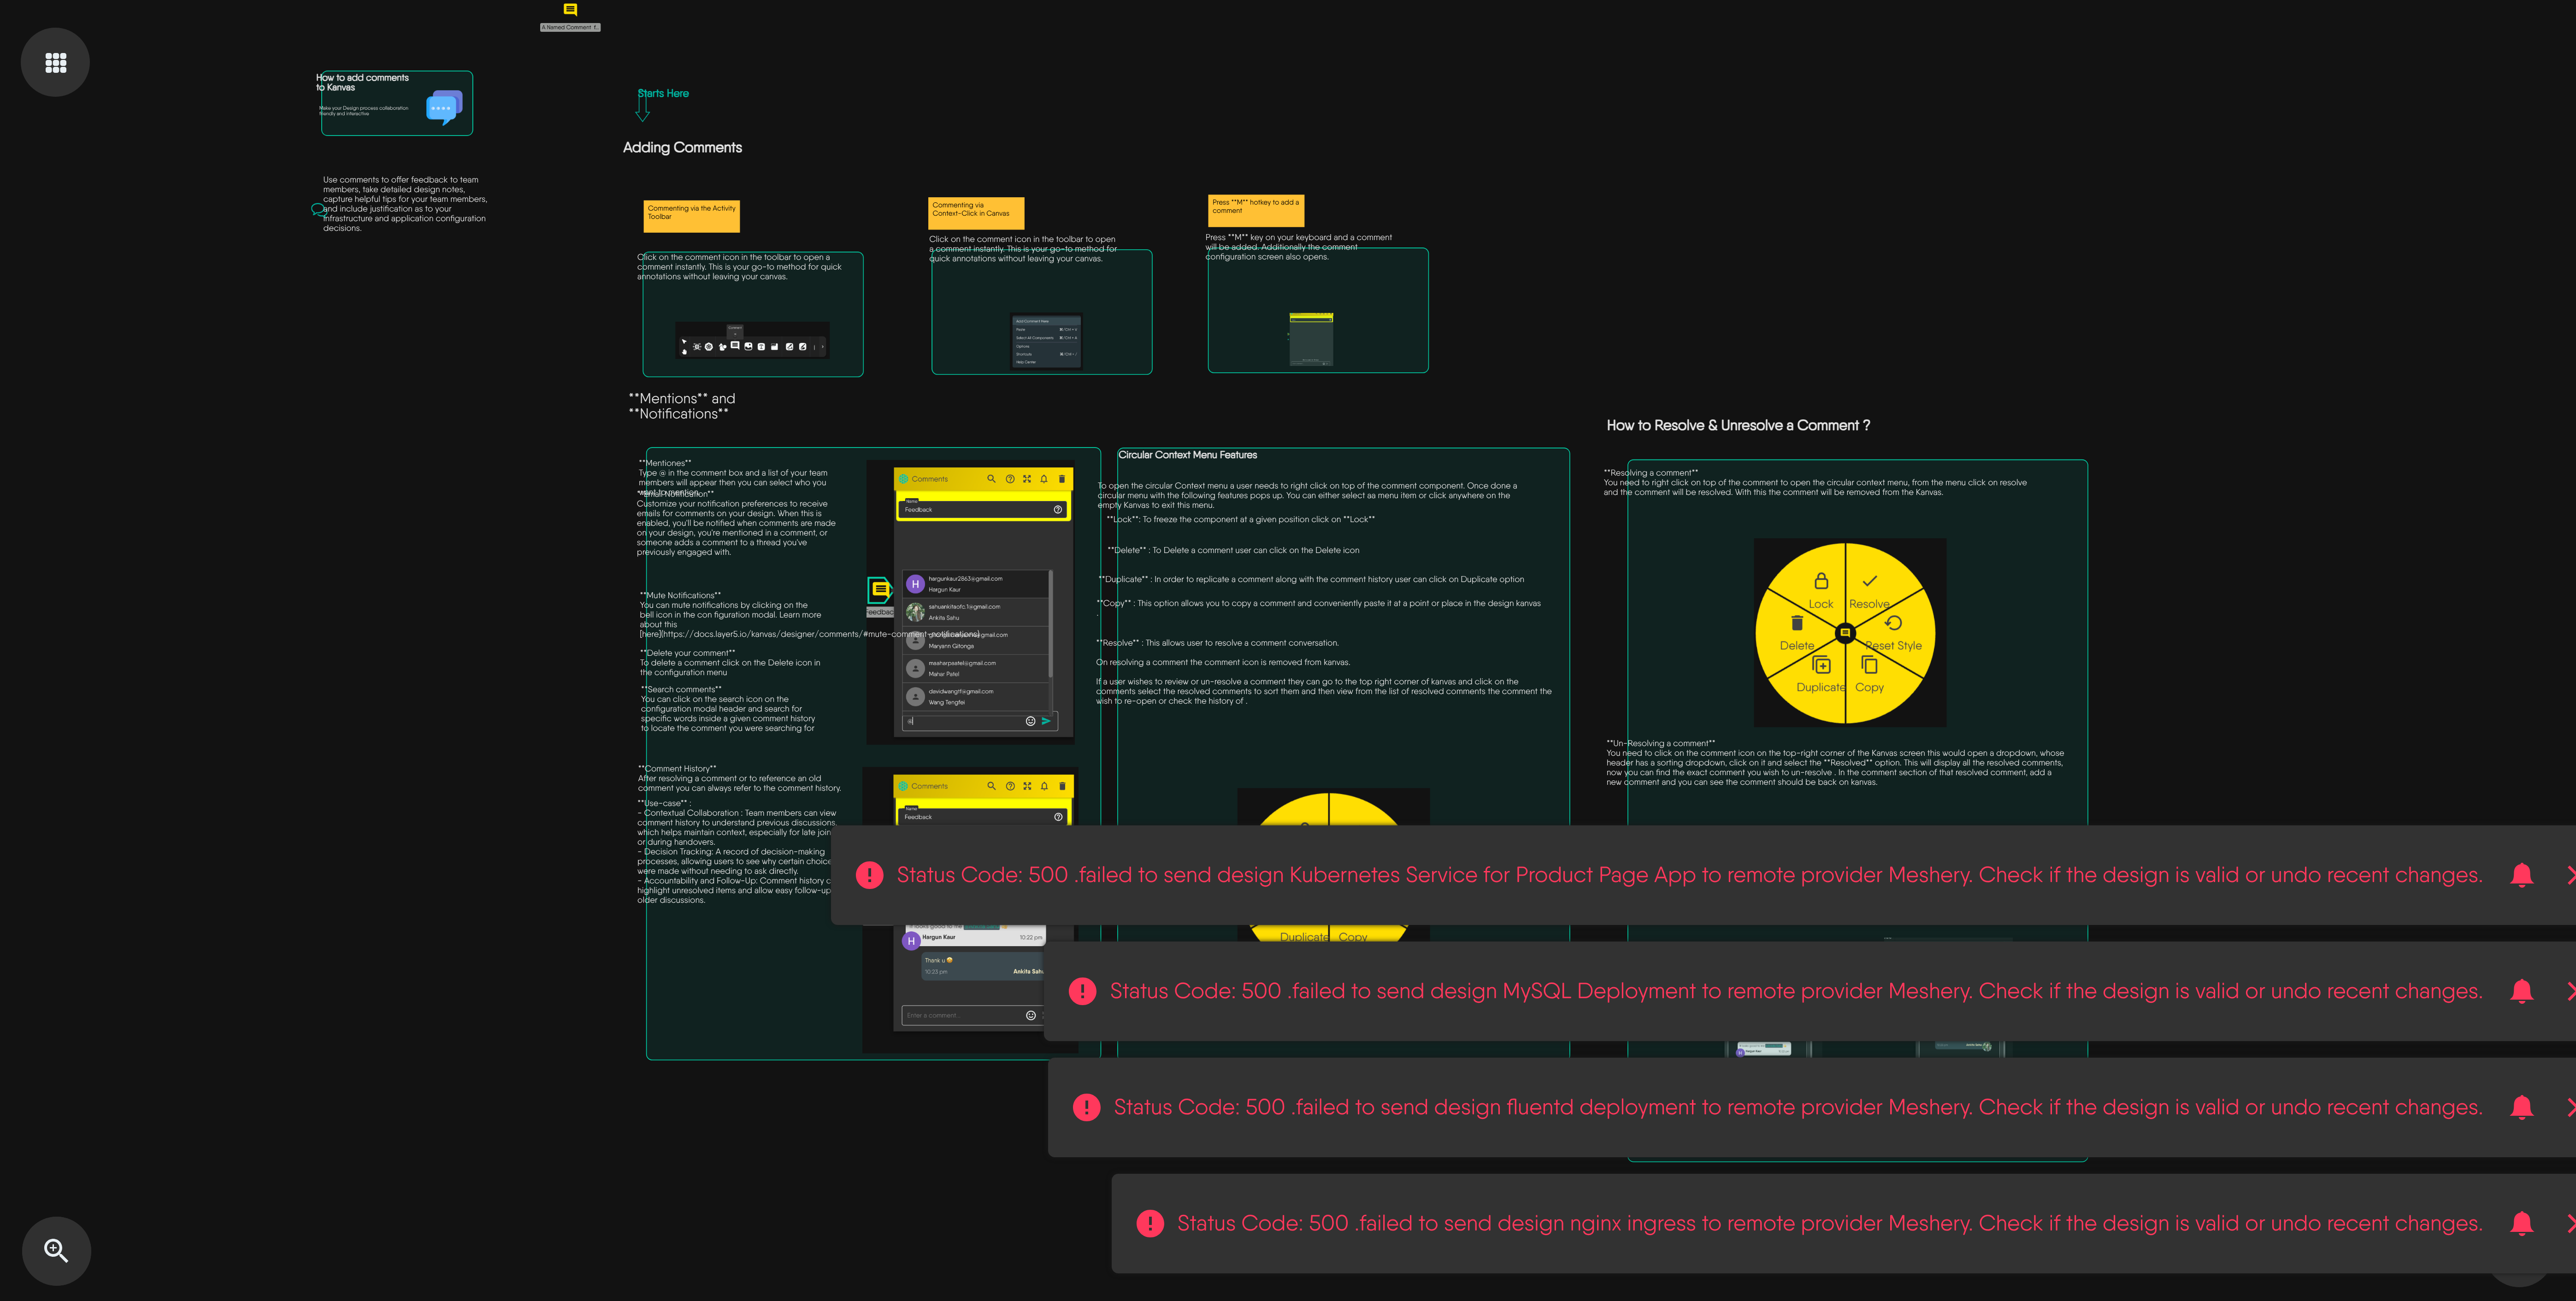 A Named Comment f...
How to add comments
to Kanvas
Make your Design process collaboration
friendly and interactive
Use comments to offer feedback to team
members, take detailed design notes,
capture helpful tips for your team members,
and include justification as to your
infrastructure and application configuration
decisions.
Starts Here
Adding Comments
Commenting via the Activity
Toolbar
Click on the comment icon in the toolbar to open a
comment instantly. This is your go-to method for quick
annotations without leaving your canvas.
Comment
Commenting via
Context-Click in Canvas
Click on the comment icon in the toolbar to open
a comment instantly. This is your go-to method for
quick annotations without leaving your canvas.
Add Comment Here
Paste
Select All Components
Options
Shortcuts
Help Center
Press **M** hotkey to add a
comment
Press **M** key on your keyboard and a comment
will be added. Additionally the comment
configuration screen also opens.
**Mentions** and
**Notifications**
**Mentiones**
Type @ in the comment box and a list of your team
members will appear then you can select who you
want to mention.
**Email Notification**
Customize your notification preferences to receive
emails for comments on your design. When this is
enabled, you'll be notified when comments are made
on your design, you're mentioned in a comment, or
someone adds a comment to a thread you've
previously engaged with.
**Mute Notifications**
You can mute notifications by clicking on the
bell icon in the con figuration modal. Learn more
about this
[here](https://docs.layer5.io/kanvas/designer/comments/#mute-comment-notifications)
**Delete your comment**
To delete a comment click on the Delete icon in
the configuration menu
**Search comments**
You can click on the search icon on the
configuration modal header and search for
specific words inside a given comment history
to locate the comment you were searching for
**Comment History**
After resolving a comment or to reference an old
comment you can always refer to the comment history.
**Use-case** :
- Contextual Collaboration : Team members can view
comment history to understand previous discussions,
which helps maintain context, especially for late join
or during handovers.
- Decision Tracking: A record of decision-making
processes, allowing users to see why certain choice
were made without needing to ask directly.
- Accountability and Follow-Up: Comment history c
highlight unresolved items and allow easy follow-up
older discussions.
Comments
Name
Feedback
H
hargunkaur2863@gmail.com
Hargun Kaur
sahuankitaofc.1@gmail.com
Ankita Sahu
@gmail.com
Maryann Gitonga
msaharpaatel@gmail.com
Mahar Patel
davidwangtf@gmail.com
Wang Tengfei
@
Feedbac
Comments
Name
Feedback
H
Hargun Kaur
10:22 pm
Thank u
10:23 pm
Ankita Sah
Enter a comment ...
Circular Context Menu Features
To open the circular Context menu a user needs to right click on top of the comment component. Once done a
circular menu with the following features pops up. You can either select aa menu item or click anywhere on the
empty Kanvas to exit this menu.
**Lock**: To freeze the component at a given position click on **Lock**
**Delete** : To Delete a comment user can click on the Delete icon
**Duplicate** : In order to replicate a comment along with the comment history user can click on Duplicate option
**Copy** : This option allows you to copy a comment and conveniently paste it at a point or place in the design kanvas
.
**Resolve** : This allows user to resolve a comment conversation.
On resolving a comment the comment icon is removed from kanvas.
If a user wishes to review or un-resolve a comment they can go to the top right corner of kanvas and click on the
comments select the resolved comments to sort them and then view from the list of resolved comments the comment the
wish to re-open or check the history of .
Duplicate
Copy
How to Resolve & Unresolve a Comment ?
**Resolving a comment**
You need to right click on top of the comment to open the circular context menu, from the menu click on resolve
and the comment will be resolved. With this the comment will be removed from the Kanvas.
Lock
Resolve
Delete
Reset Style
Duplicate
Copy
**Un-Resolving a comment**
You need to click on the comment icon on the top-right corner of the Kanvas screen this would open a dropdown, whose
header has a sorting dropdown, click on it and select the **Resolved** option. This will display all the resolved comments,
now you can find the exact comment you wish to un-resolve . In the comment section of that resolved comment, add a
new comment and you can see the comment should be back on kanvas.
Status Code: 500 .failed to send design Kubernetes Service for Product Page App to remote provider Meshery. Check if the design is valid or undo recent changes.
Status Code: 500 .failed to send design MySQL Deployment to remote provider Meshery. Check if the design is valid or undo recent changes.
Status Code: 500 .failed to send design fluentd deployment to remote provider Meshery. Check if the design is valid or undo recent changes.
Status Code: 500 .failed to send design nginx ingress to remote provider Meshery. Check if the design is valid or undo recent changes.